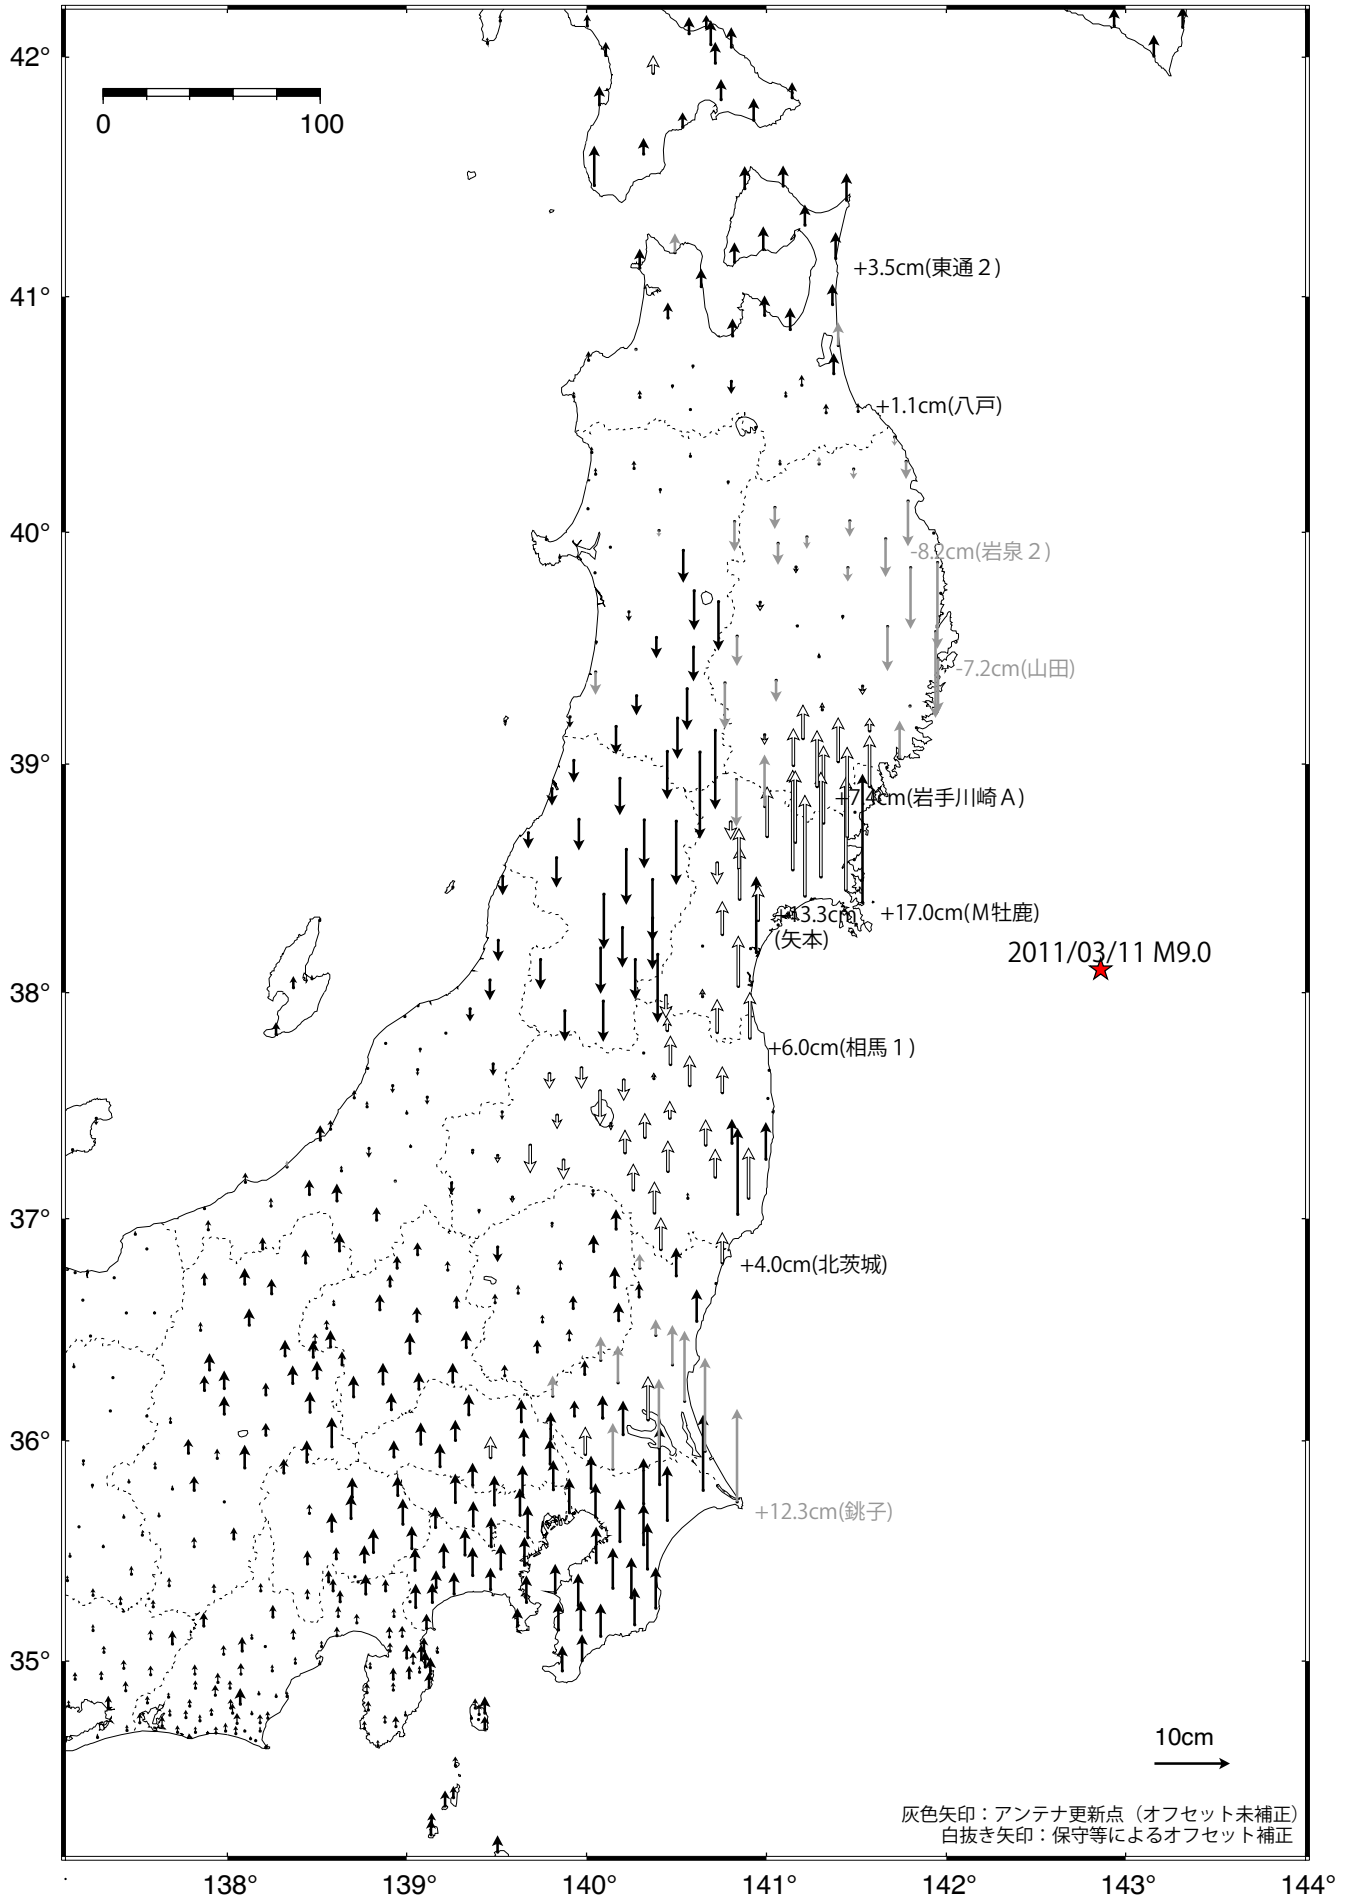 42°
0
100
41°
+3.5cm(東通２)
+1.1cm(八戸)
40°
-8.2cm(岩泉２)
-7.2cm(山田)
39°
+7.4cm(岩手川崎Ａ)
+13.3cm
(矢本)
+17.0cm(Ｍ牡鹿)
2011/03/11 M9.0
38°
+6.0cm(相馬１)
37°
+4.0cm(北茨城)
36°
+12.3cm(銚子)
35°
10cm
灰色矢印：アンテナ更新点（オフセット未補正）
白抜き矢印：保守等によるオフセット補正
138°
139°
140°
141°
142°
143°
144°